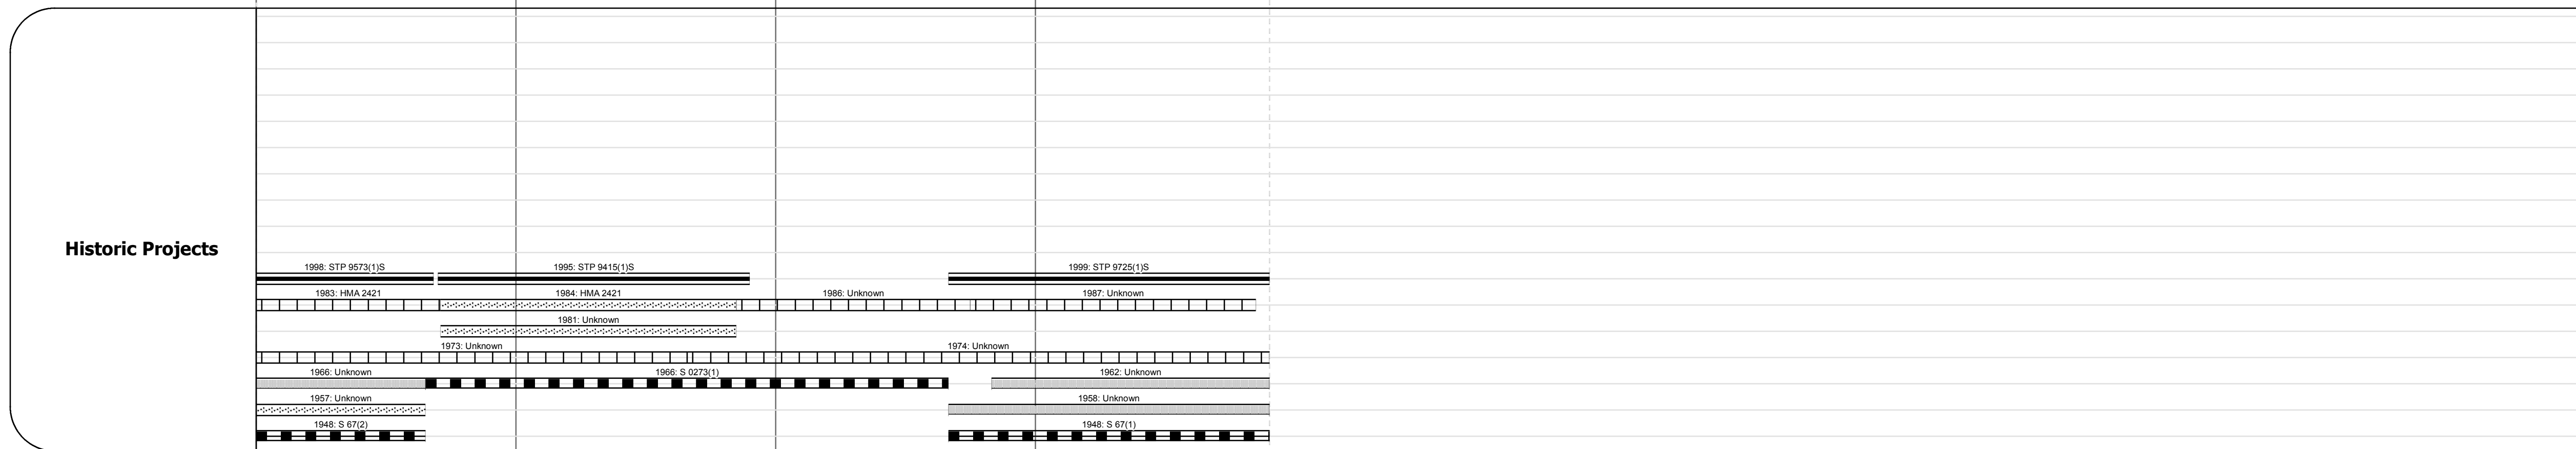 1998: STP 9573(1)S 1995: STP 9415(1)S 1999: STP 9725(1)S
1983: HMA 2421 1984: HMA 2421 1986: Unknown 1987: Unknown
1981: Unknown
1973: Unknown 1974: Unknown
1966: Unknown 1966: S 0273(1) 1962: Unknown
1957: Unknown 1958: Unknown
1948: S 67(2) 1948: S 67(1)
Historic Projects